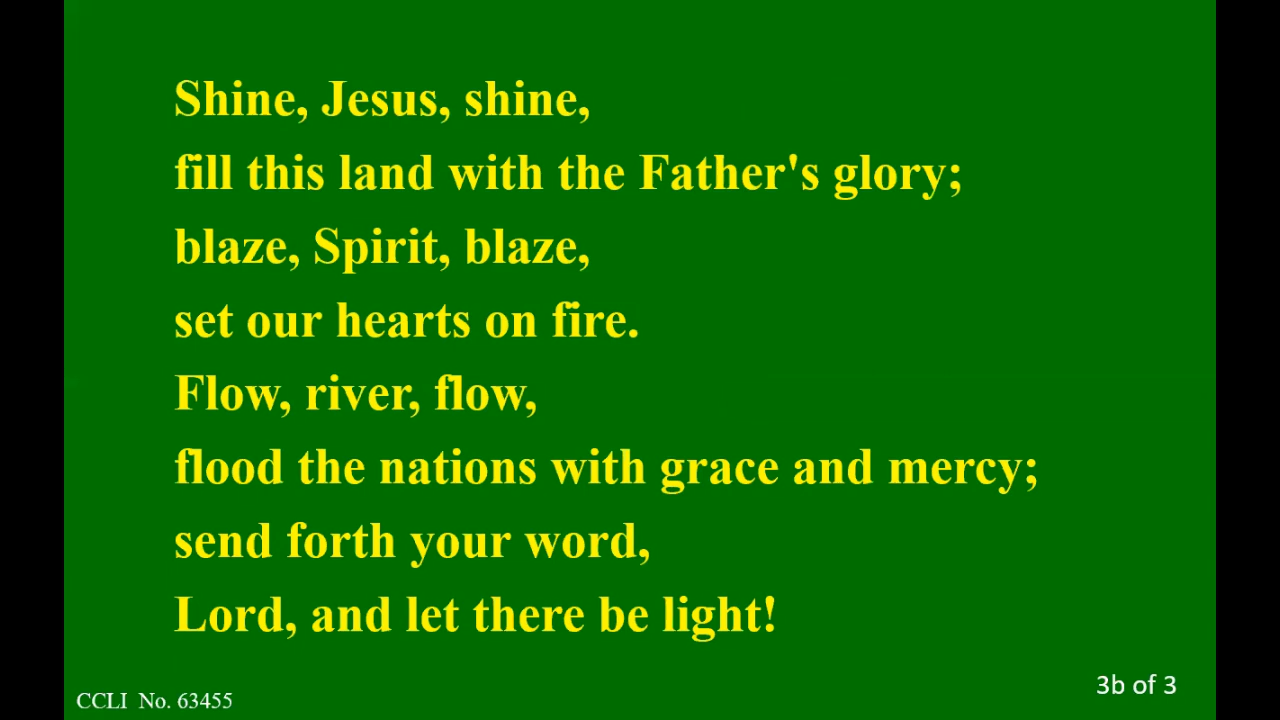 Shine, Jesus, shine,
fill this land with the Father's glory;
blaze, Spirit, blaze,
set our hearts on fire.
Flow, river, flow,
flood the nations with grace and mercy;
send forth your word,
Lord, and let there be light!
CCLI No. 63455
3b of 3